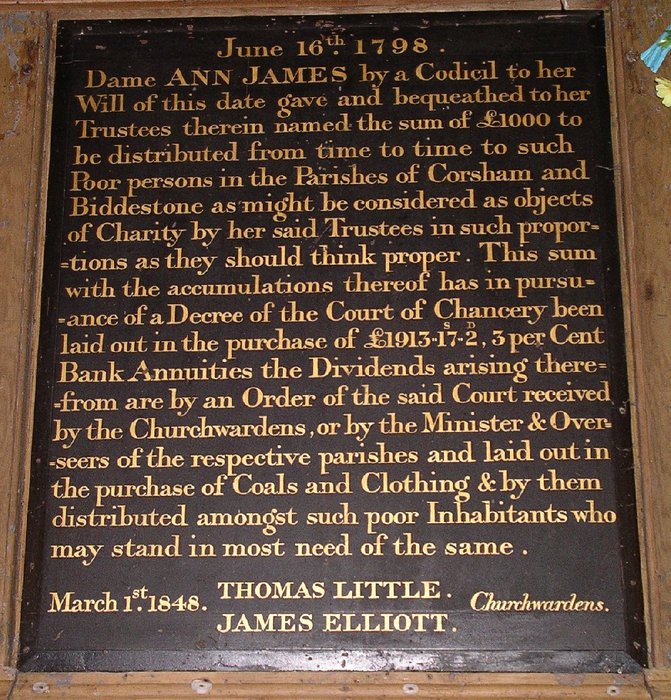 June 16th 1798.
Dame ANN JAMES by a Codicil to her
Will of this date gave and bequeathed to her
Trustees therein named the sum of £1000 to
be distributed from time to time to such
Poor persons in the Parishes of Corsham and
Biddestone as might be considered as objects
of Charity by her said Trustees in such propor=
=tions as they should think proper. This sum
with the accumulations thereof has in pursu=
=ance of a Decree of the Court of Chancery been
laid out in the purchase of £1913-17S-2D, 3 per Cent
Bank Annuities the Dividends arising there=
=from are by an Order of the said Court received
by the Churchwardens, or by the Minister & Over=
=seers of the respective parishes and laid out in
the purchase of Coals and Clothing & by them
distributed amongst such poor Inhabitants who
may stand in most need of the same.
March 1st. 1848. THOMAS LITTLE. Churchwardens.
JAMES ELLIOTT.